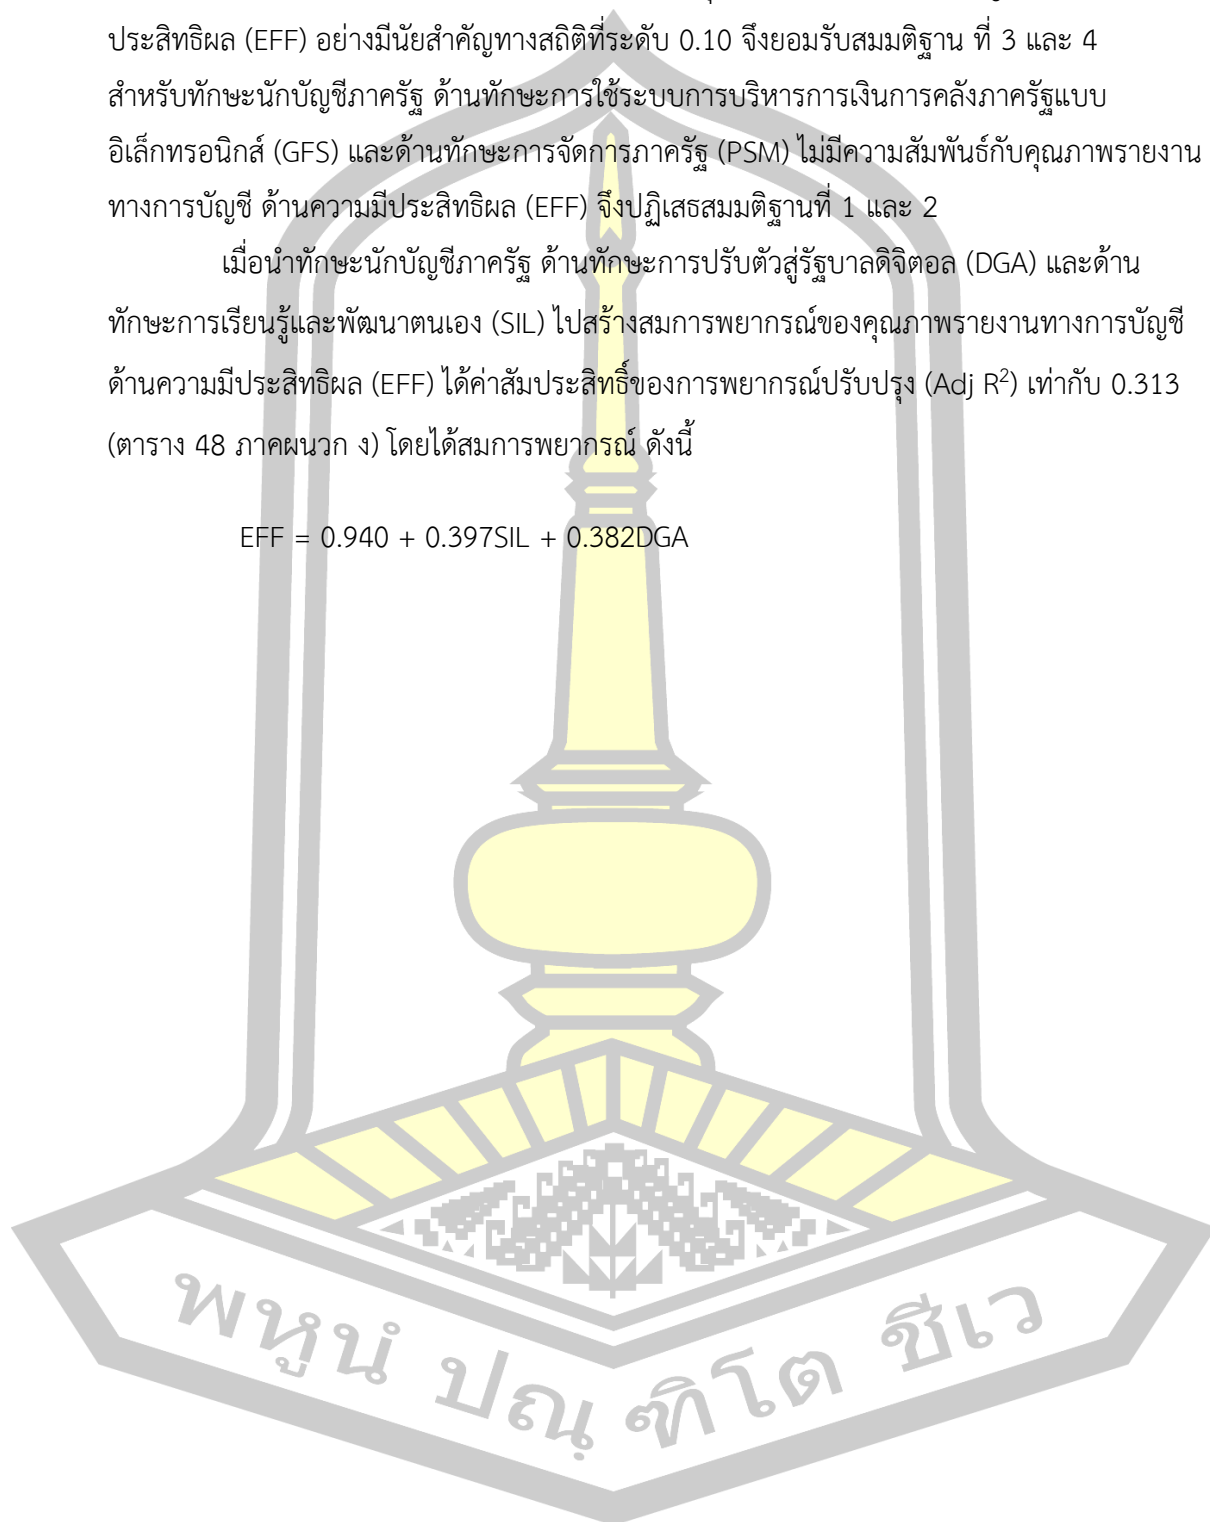 ประสิทธิผล (EFF) อย่างมีนัยสำคัญทางสถิติที่ระดับ 0.10 จึงยอมรับสมมติฐาน ที่ 3 และ 4
สำหรับทักษะนักบัญชีภาครัฐ ด้านทักษะการใช้ระบบการบริหารการเงินการคลังภาครัฐแบบ
อิเล็กทรอนิกส์ (GFS) และด้านทักษะการจัดการภาครัฐ (PSM) ไม่มีความสัมพันธ์กับคุณภาพรายงาน
ทางการบัญชี ด้านความมีประสิทธิผล (EFF) จึงปฏิเสธสมมติฐานที่ 1 และ 2
เมื่อนำทักษะนักบัญชีภาครัฐ ด้านทักษะการปรับตัวสู่รัฐบาลดิจิตอล (DGA) และด้าน
ทักษะการเรียนรู้และพัฒนาตนเอง (SIL) ไปสร้างสมการพยากรณ์ของคุณภาพรายงานทางการบัญชี
ด้านความมีประสิทธิผล (EFF) ได้ค่าสัมประสิทธิ์ของการพยากรณ์ปรับปรุง (Adj R²) เท่ากับ 0.313
(ตาราง 48 ภาคผนวก ง) โดยได้สมการพยากรณ์ ดังนี้
EFF = 0.940 + 0.397SIL + 0.382DGA
พหูนํ ปณฺฑิโต ชีเว